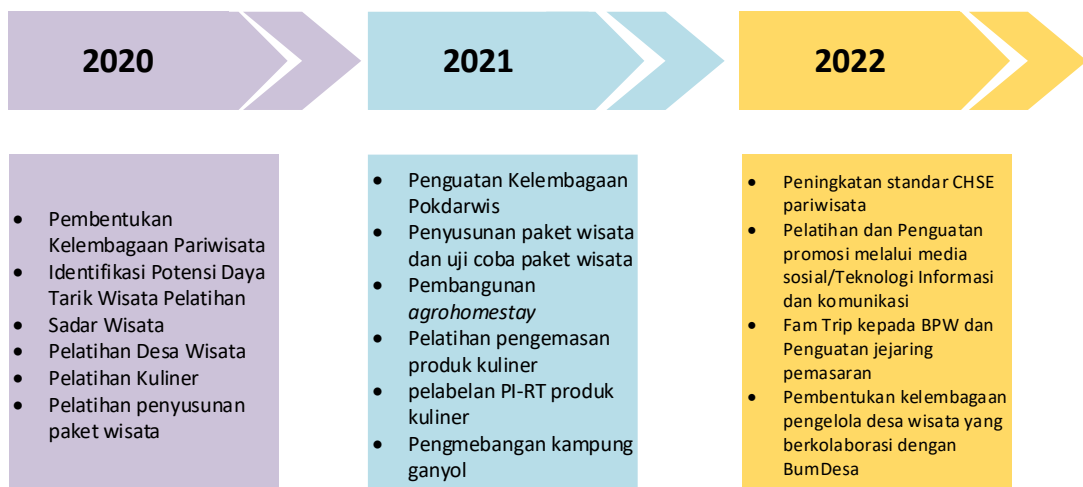 2020
2021
2022
• Pembentukan
Kelembagaan Pariwisata
• Identifikasi Potensi Daya
Tarik Wisata Pelatihan
• Sadar Wisata
• Pelatihan Desa Wisata
• Pelatihan Kuliner
• Pelatihan penyusunan
paket wisata
• Penguatan Kelembagaan
Pokdarwis
• Penyusunan paket wisata
dan uji coba paket wisata
• Pembangunan
agrohomestay
• Pelatihan pengemasan
produk kuliner
• pelabelan PI-RT produk
kuliner
• Pengmebangan kampung
ganyol
• Peningkatan standar CHSE
pariwisata
• Pelatihan dan Penguatan
promosi melalui media
sosial/Teknologi Informasi
dan komunikasi
• Fam Trip kepada BPW dan
Penguatan jejaring
pemasaran
• Pembentukan kelembagaan
pengelola desa wisata yang
berkolaborasi dengan
BumDesa